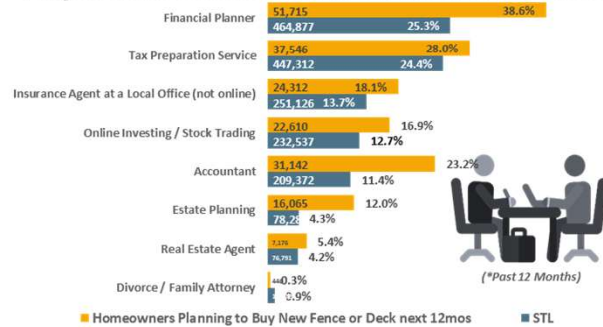 Financial Planner
51,715 38.6%
464,877 25.3%
Tax Preparation Service
37,546 28.0%
447,312 24.4%
Insurance Agent at a Local Office (not online)
24,312 18.1%
251,126 13.7%
Online Investing / Stock Trading
22,610 16.9%
232,537 12.7%
Accountant
31,142 23.2%
209,372 11.4%
Estate Planning
16,065 12.0%
4.3%
Real Estate Agent
7,176 5.4%
76,791 4.2%
Divorce / Family Attorney
0.3%
0.9%
(*Past 12 Months)
Homeowners Planning to Buy New Fence or Deck next 12mos STL